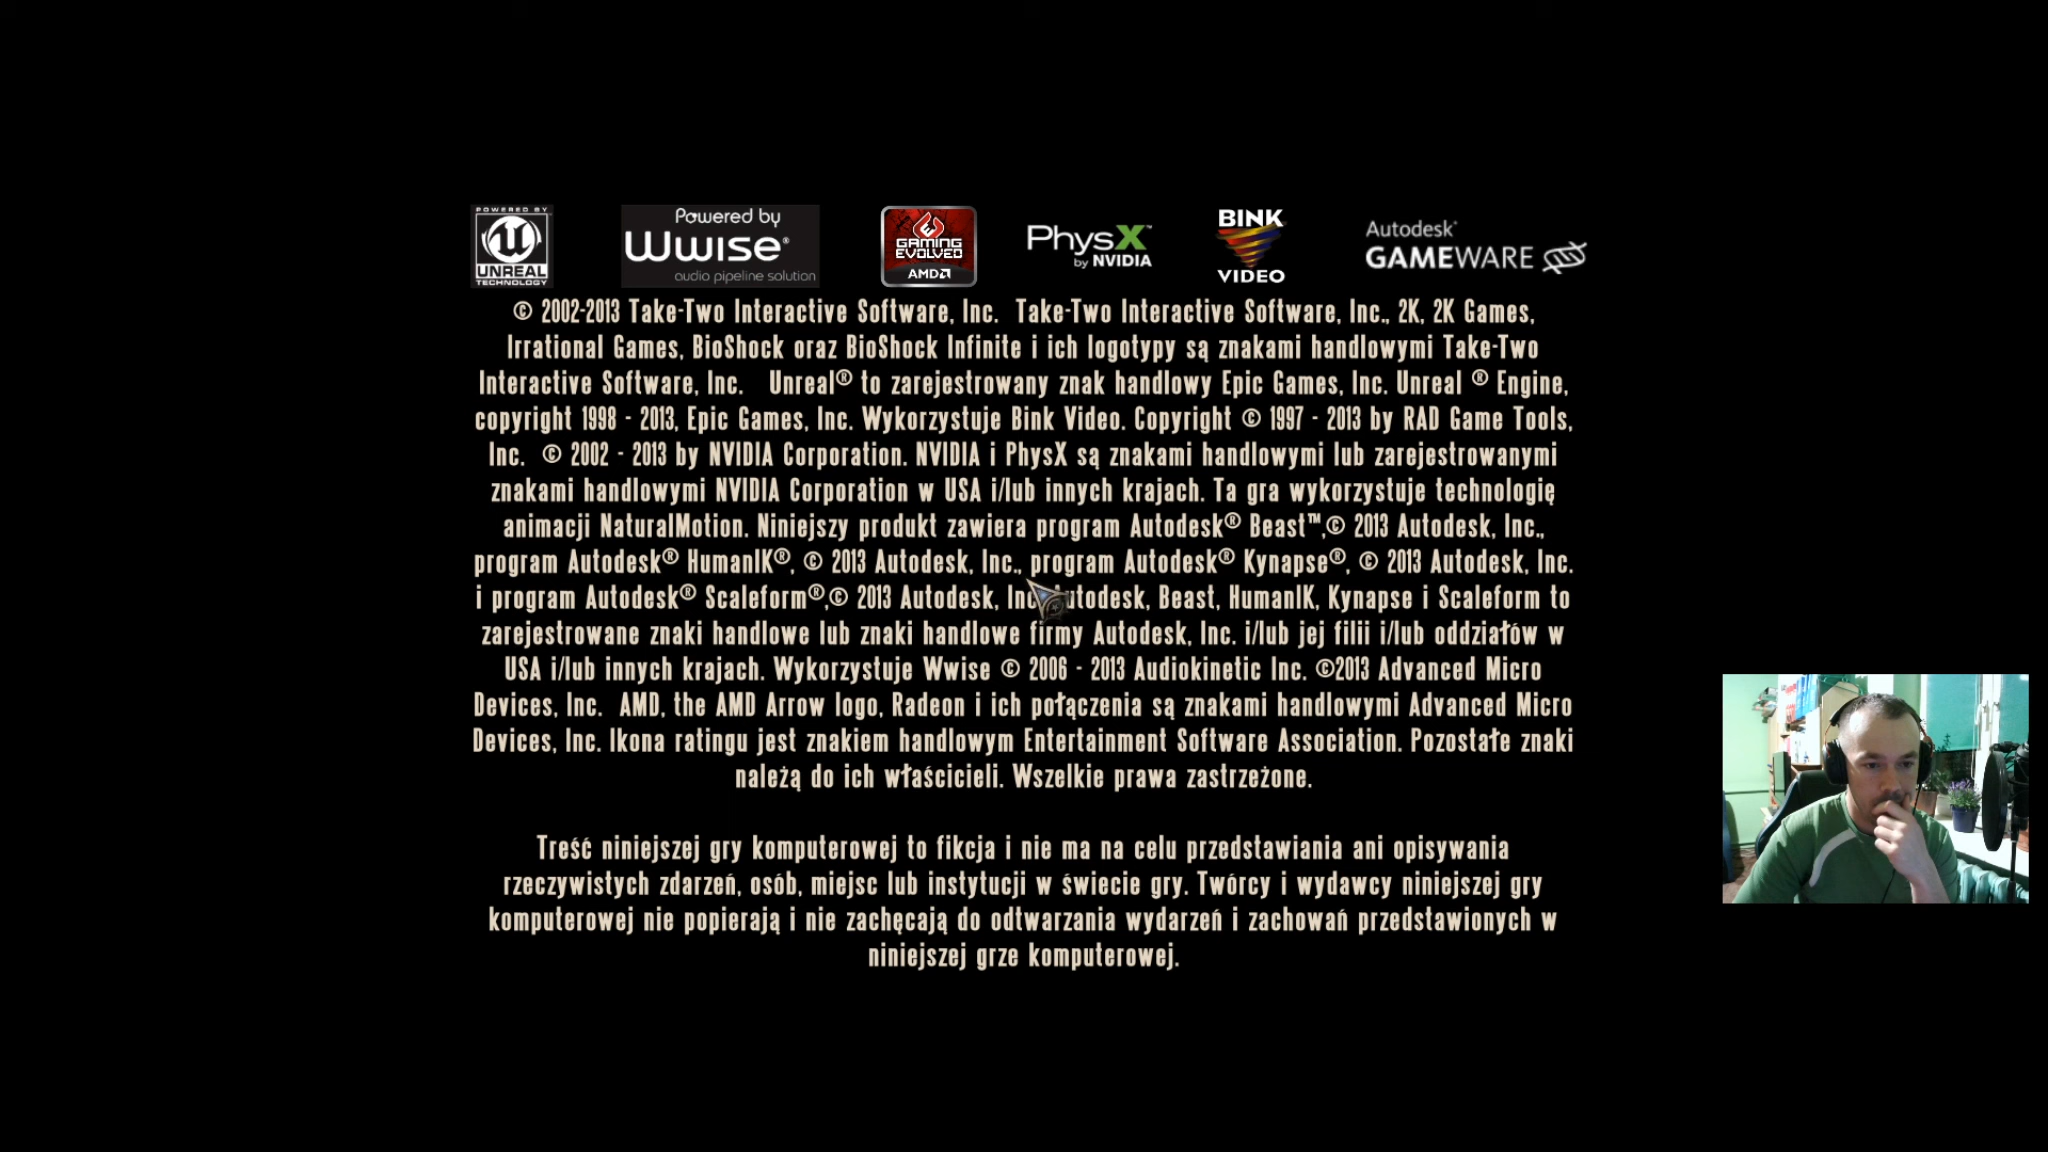 POWERED BY
UNREAL
TECHNOLOGY
Powered by
Wwise®
audio pipeline solution
GAMING
EVOLVED
AMD
PhysX™
by NVIDIA
BINK
VIDEO
Autodesk®
GAMEWARE
© 2002-2013 Take-Two Interactive Software, Inc.  Take-Two Interactive Software, Inc., 2K, 2K Games,
Irrational Games, BioShock oraz BioShock Infinite i ich logotypy są znakami handlowymi Take-Two
Interactive Software, Inc.   Unreal® to zarejestrowany znak handlowy Epic Games, Inc. Unreal ® Engine,
copyright 1998 - 2013, Epic Games, Inc. Wykorzystuje Bink Video. Copyright © 1997 - 2013 by RAD Game Tools,
Inc.  © 2002 - 2013 by NVIDIA Corporation. NVIDIA i PhysX są znakami handlowymi lub zarejestrowanymi
znakami handlowymi NVIDIA Corporation w USA i/lub innych krajach. Ta gra wykorzystuje technologię
animacji NaturalMotion. Niniejszy produkt zawiera program Autodesk® Beast™,© 2013 Autodesk, Inc.,
program Autodesk® HumanIK®, © 2013 Autodesk, Inc., program Autodesk® Kynapse®, © 2013 Autodesk, Inc.
i program Autodesk® Scaleform®,© 2013 Autodesk, Inc. Autodesk, Beast, HumanIK, Kynapse i Scaleform to
zarejestrowane znaki handlowe lub znaki handlowe firmy Autodesk, Inc. i/lub jej filii i/lub oddziałów w
USA i/lub innych krajach. Wykorzystuje Wwise © 2006 - 2013 Audiokinetic Inc. ©2013 Advanced Micro
Devices, Inc.  AMD, the AMD Arrow logo, Radeon i ich połączenia są znakami handlowymi Advanced Micro
Devices, Inc. Ikona ratingu jest znakiem handlowym Entertainment Software Association. Pozostałe znaki
należą do ich właścicieli. Wszelkie prawa zastrzeżone.
Treść niniejszej gry komputerowej to fikcja i nie ma na celu przedstawiania ani opisywania
rzeczywistych zdarzeń, osób, miejsc lub instytucji w świecie gry. Twórcy i wydawcy niniejszej gry
komputerowej nie popierają i nie zachęcają do odtwarzania wydarzeń i zachowań przedstawionych w
niniejszej grze komputerowej.